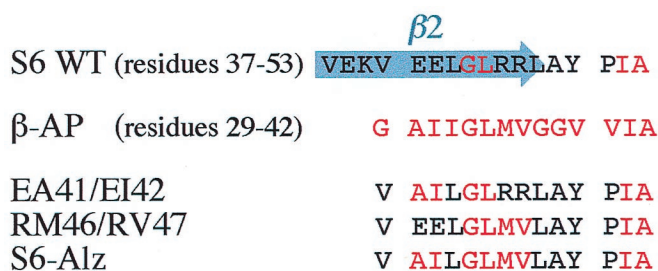 β2
S6 WT (residues 37-53) VEKV EELGLRRLAY PIA
β-AP (residues 29-42) G AIIGLMVGGV VIA
EA41/EI42 V AILGLRRLAY PIA
RM46/RV47 V EELGLMVLAY PIA
S6-Alz V AILGLMVLAY PIA